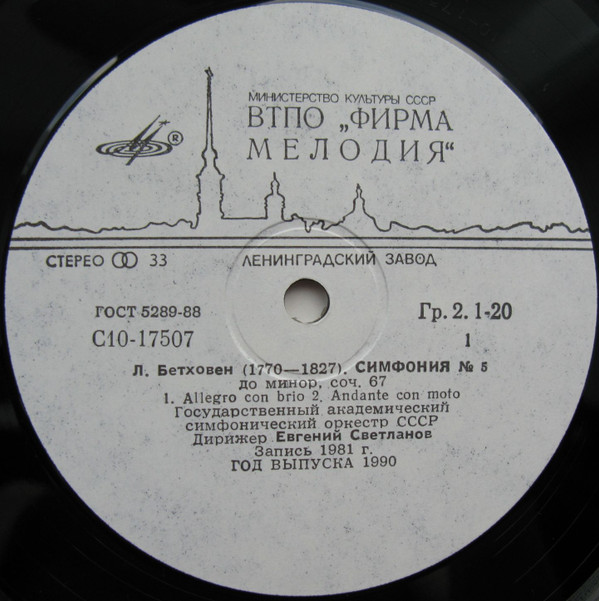 МИНИСТЕРСТВО КУЛЬТУРЫ СССР
ВТПО „ФИРМА
МЕЛОДИЯ“
®
СТЕРЕО 33 ЛЕНИНГРАДСКИЙ ЗАВОД
ГОСТ 5289-88 Гр. 2. 1-20
С10-17507 1
Л. Бетховен (1770—1827). СИМФОНИЯ № 5
до минор, соч. 67
1. Allegro con brio 2. Andante con moto
Государственный академический
симфонический оркестр СССР
Дирижер Евгений Светланов
Запись 1981 г.
ГОД ВЫПУСКА 1990